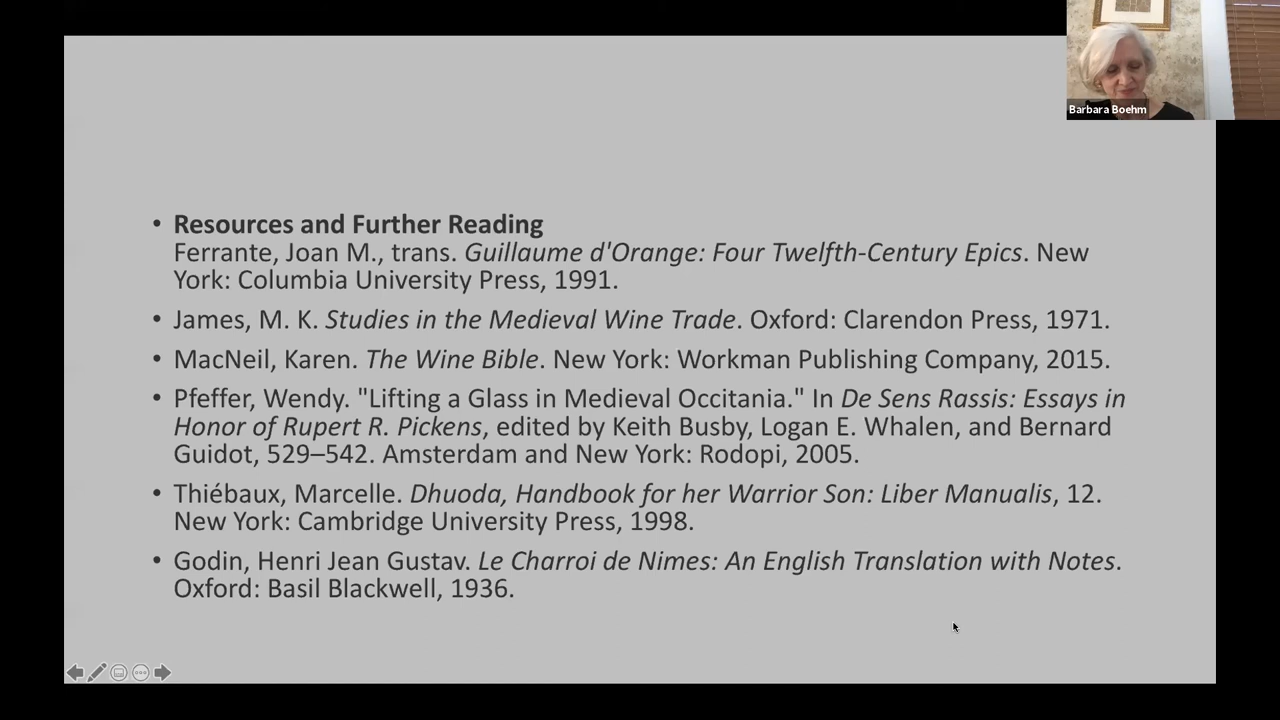 Barbara Boehm
• Resources and Further Reading
Ferrante, Joan M., trans. Guillaume d'Orange: Four Twelfth-Century Epics. New
York: Columbia University Press, 1991.
• James, M. K. Studies in the Medieval Wine Trade. Oxford: Clarendon Press, 1971.
• MacNeil, Karen. The Wine Bible. New York: Workman Publishing Company, 2015.
• Pfeffer, Wendy. "Lifting a Glass in Medieval Occitania." In De Sens Rassis: Essays in
Honor of Rupert R. Pickens, edited by Keith Busby, Logan E. Whalen, and Bernard
Guidot, 529–542. Amsterdam and New York: Rodopi, 2005.
• Thiébaux, Marcelle. Dhuoda, Handbook for her Warrior Son: Liber Manualis, 12.
New York: Cambridge University Press, 1998.
• Godin, Henri Jean Gustav. Le Charroi de Nimes: An English Translation with Notes.
Oxford: Basil Blackwell, 1936.